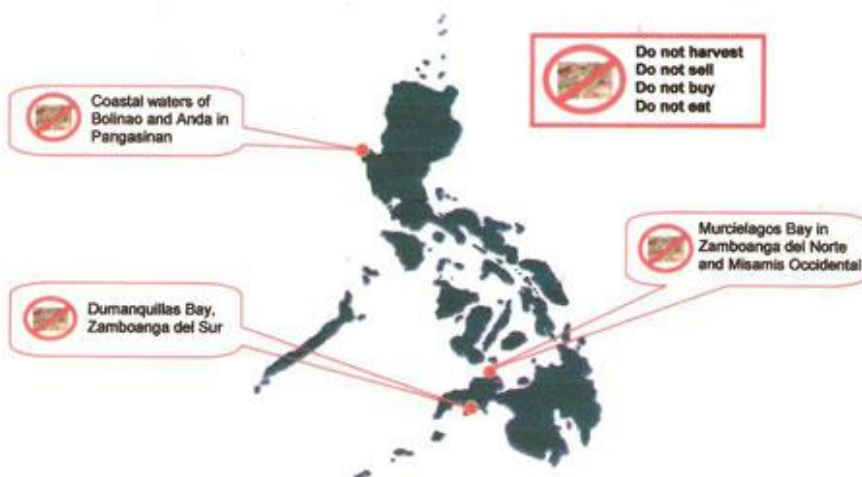 Do not harvest
Do not sell
Do not buy
Do not eat
Coastal waters of
Bolinao and Anda in
Pangasinan
Murcielagos Bay in
Zamboanga del Norte
and Misamis Occidental
Dumanquillas Bay,
Zamboanga del Sur